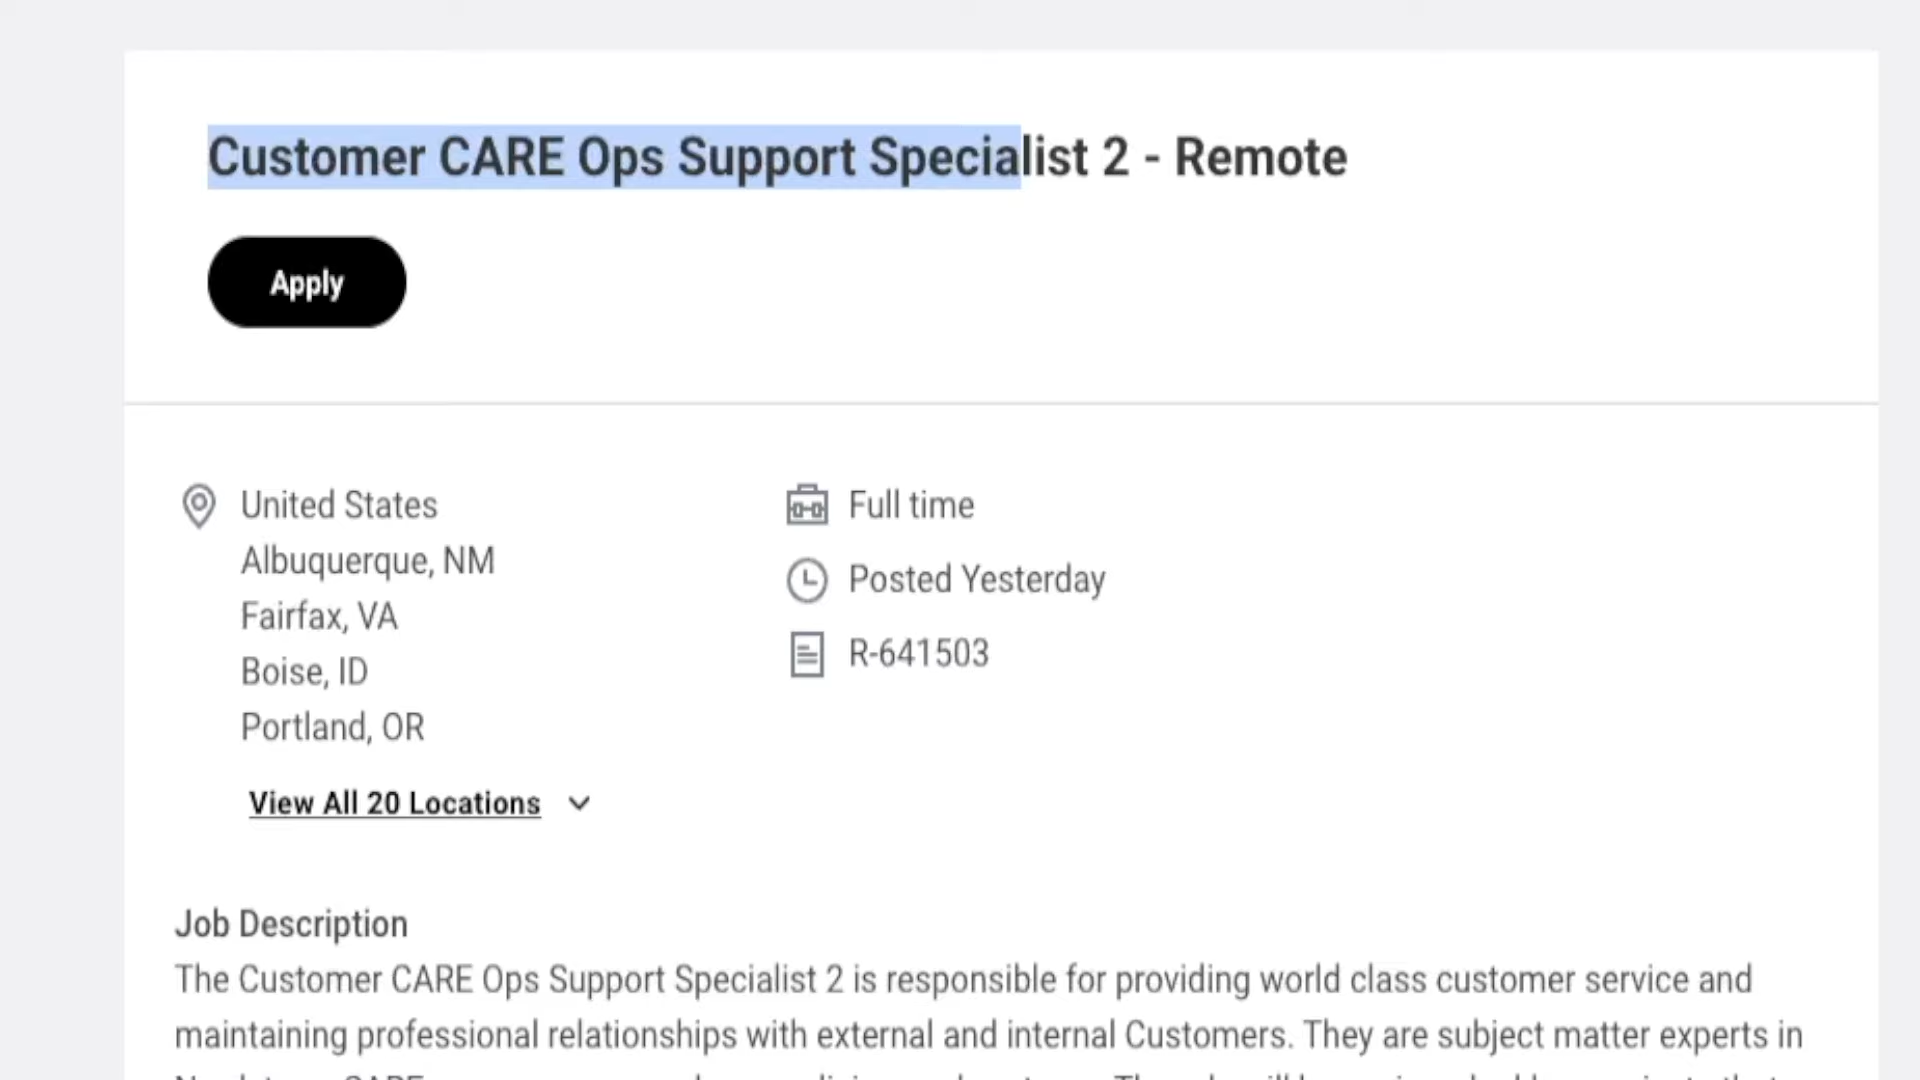 Customer CARE Ops Support Specialist 2 - Remote
Apply
United States
Albuquerque, NM
Fairfax, VA
Boise, ID
Portland, OR
View All 20 Locations
Full time
Posted Yesterday
R-641503
Job Description
The Customer CARE Ops Support Specialist 2 is responsible for providing world class customer service and
maintaining professional relationships with external and internal Customers. They are subject matter experts in